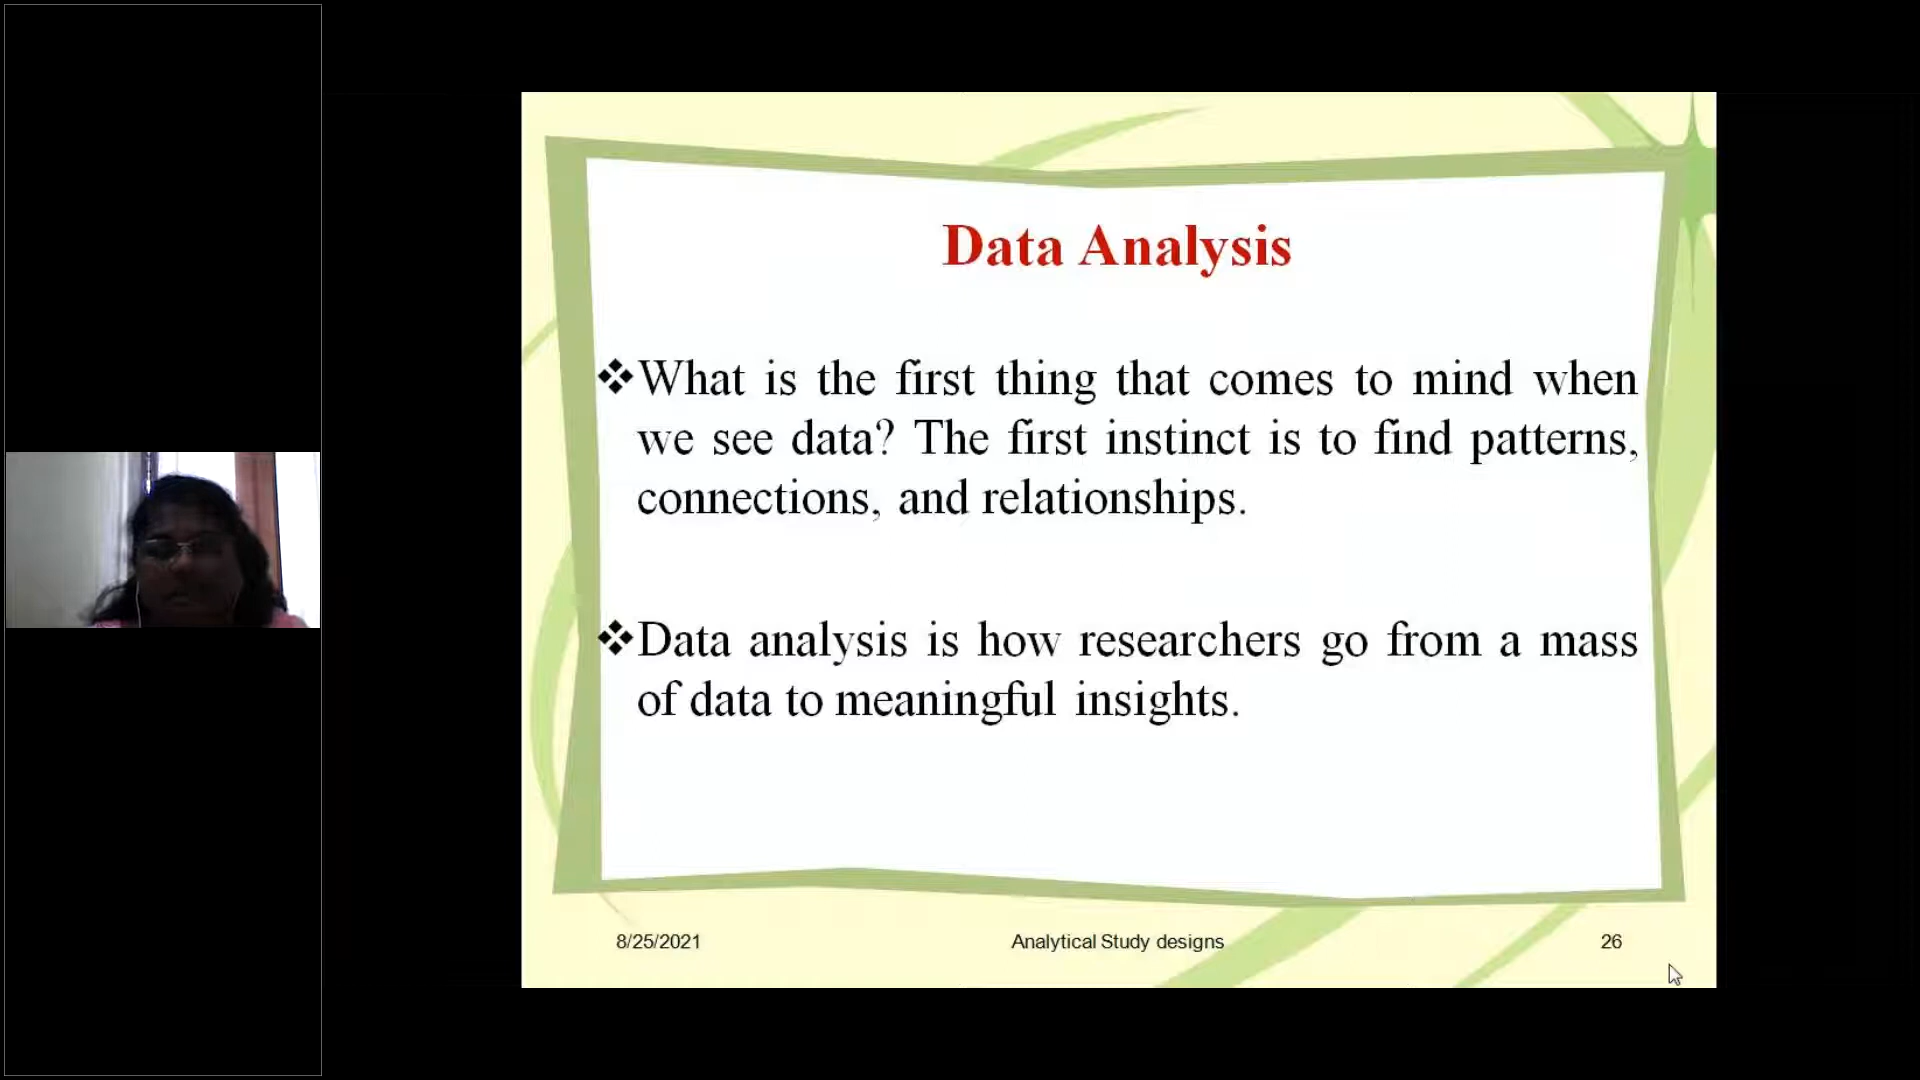 Data Analysis
❖What is the first thing that comes to mind when
we see data? The first instinct is to find patterns,
connections, and relationships.
❖Data analysis is how researchers go from a mass
of data to meaningful insights.
8/25/2021 Analytical Study designs 26